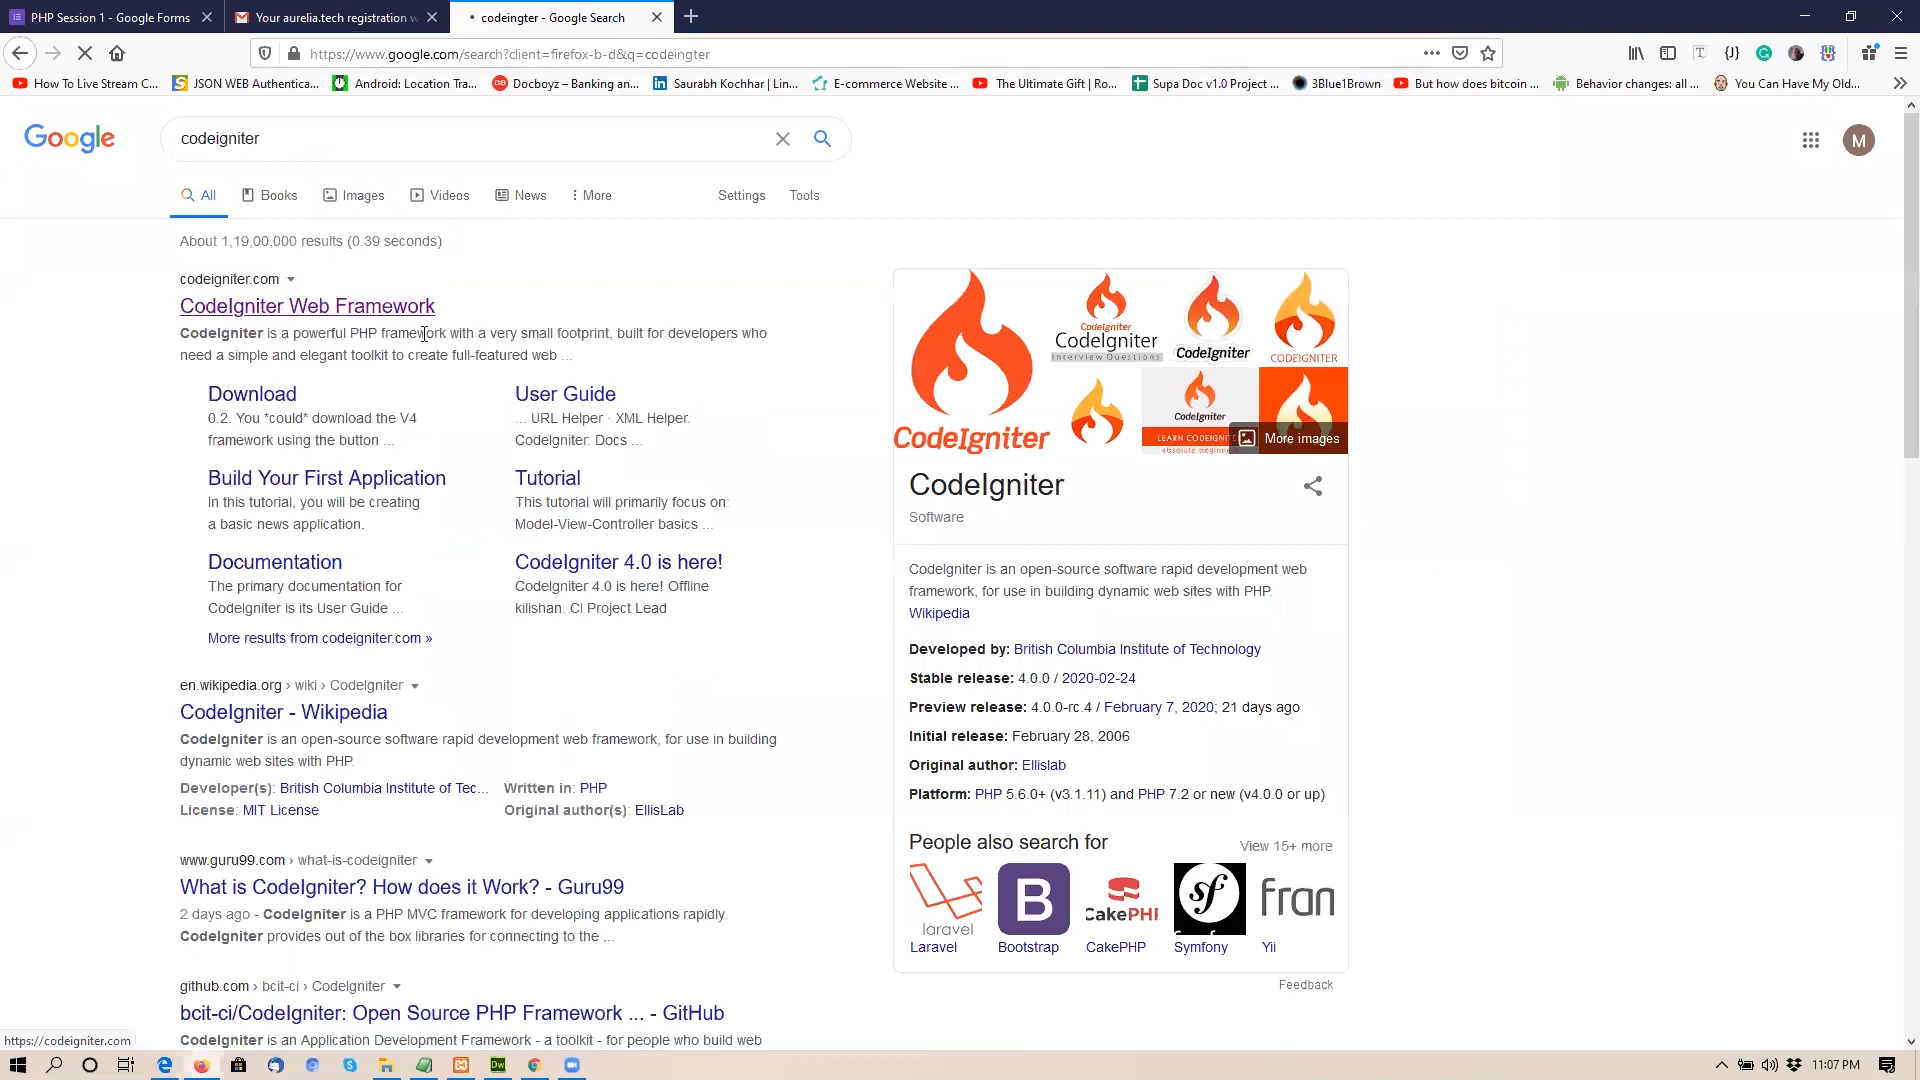 PHP Session 1 - Google Forms
Your aurelia.tech registration w
codeingter - Google Search
https://www.google.com/search?client=firefox-b-d&q=codeingter
How To Live Stream C...
JSON WEB Authentica...
Android: Location Tra...
Docboyz – Banking an...
Saurabh Kochhar | Lin...
E-commerce Website ...
The Ultimate Gift | Ro...
Supa Doc v1.0 Project ...
3Blue1Brown
But how does bitcoin ...
Behavior changes: all ...
You Can Have My Old...
Google
codeigniter
M
All
Books
Images
Videos
News
More
Settings
Tools
About 1,19,00,000 results (0.39 seconds)
codeigniter.com
CodeIgniter Web Framework
CodeIgniter is a powerful PHP framework with a very small footprint, built for developers who
need a simple and elegant toolkit to create full-featured web ...
Download
0.2. You *could* download the V4
framework using the button ...
User Guide
... URL Helper · XML Helper.
CodeIgniter. Docs ...
Build Your First Application
In this tutorial, you will be creating
a basic news application.
Tutorial
This tutorial will primarily focus on:
Model-View-Controller basics ...
Documentation
The primary documentation for
CodeIgniter is its User Guide ...
CodeIgniter 4.0 is here!
CodeIgniter 4.0 is here! Offline
kilishan. CI Project Lead
More results from codeigniter.com »
en.wikipedia.org › wiki › CodeIgniter
CodeIgniter - Wikipedia
CodeIgniter is an open-source software rapid development web framework, for use in building
dynamic web sites with PHP.
Developer(s): British Columbia Institute of Tec...
Written in: PHP
License: MIT License
Original author(s): EllisLab
www.guru99.com › what-is-codeigniter
What is CodeIgniter? How does it Work? - Guru99
2 days ago - CodeIgniter is a PHP MVC framework for developing applications rapidly.
CodeIgniter provides out of the box libraries for connecting to the ...
github.com › bcit-ci › CodeIgniter
bcit-ci/CodeIgniter: Open Source PHP Framework ... - GitHub
CodeIgniter is an Application Development Framework - a toolkit - for people who build web
https://codeigniter.com
CodeIgniter
CodeIgniter
CodeIgniter
Interview Questions
CodeIgniter
CODEIGNITER
CodeIgniter
LEARN CODEIGNIT
absolute beginner
More images
CodeIgniter
Software
CodeIgniter is an open-source software rapid development web
framework, for use in building dynamic web sites with PHP.
Wikipedia
Developed by: British Columbia Institute of Technology
Stable release: 4.0.0 / 2020-02-24
Preview release: 4.0.0-rc.4 / February 7, 2020; 21 days ago
Initial release: February 28, 2006
Original author: Ellislab
Platform: PHP 5.6.0+ (v3.1.11) and PHP 7.2 or new (v4.0.0 or up)
People also search for
View 15+ more
laravel
B
CakePH
sf
fran
Laravel
Bootstrap
CakePHP
Symfony
Yii
Feedback
Dw
11:07 PM